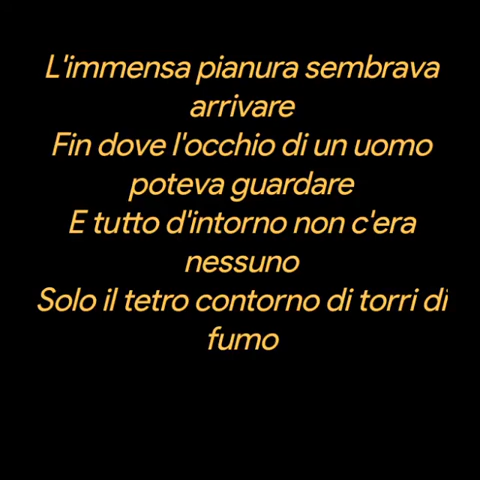 L'immensa pianura sembrava
arrivare
Fin dove l'occhio di un uomo
poteva guardare
E tutto d'intorno non c'era
nessuno
Solo il tetro contorno di torri di
fumo